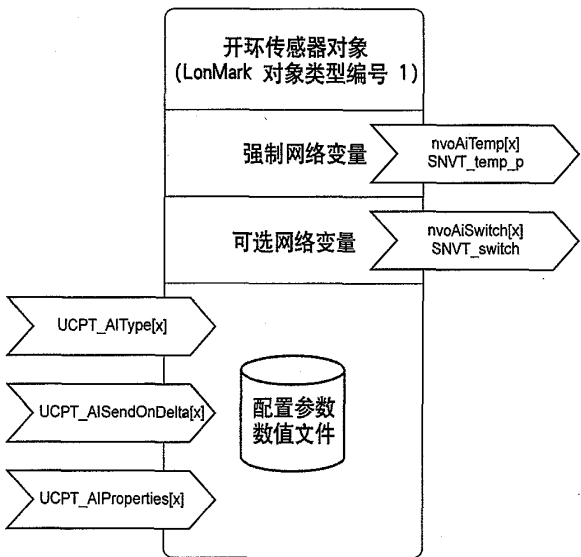 开环传感器对象
(LonMark 对象类型编号 1)
强制网络变量
nvoAiTemp[x]
SNVT_temp_p
可选网络变量
nvoAiSwitch[x]
SNVT_switch
UCPT_AIType[x]
UCPT_AISendOnDelta[x]
UCPT_AIProperties[x]
配置参数
数值文件